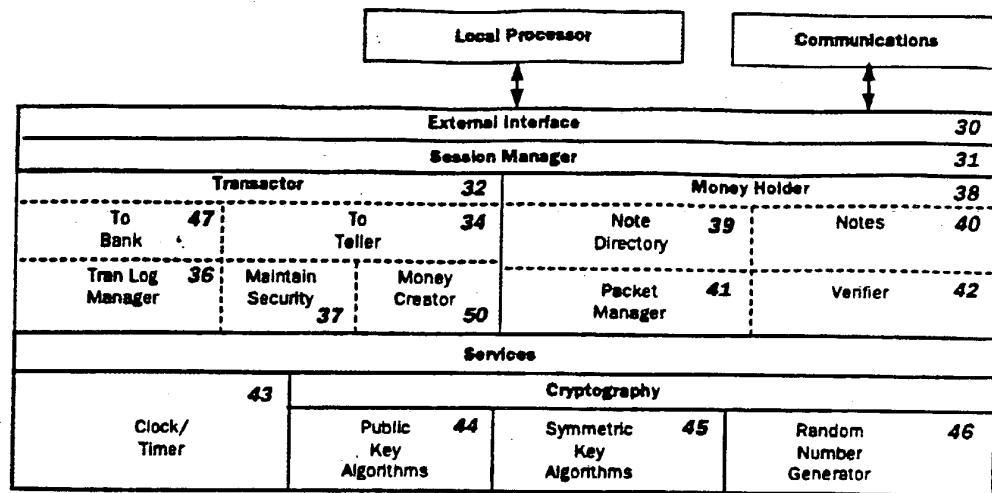 Local Processor
Communications
External Interface 30
Session Manager 31
Transactor 32
Money Holder 38
To Bank 47
To Teller 34
Note Directory 39
Notes 40
Tran Log Manager 36
Maintain Security 37
Money Creator 50
Packet Manager 41
Verifier 42
Services
43
Clock/
Timer
Cryptography
Public Key Algorithms 44
Symmetric Key Algorithms 45
Random Number Generator 46